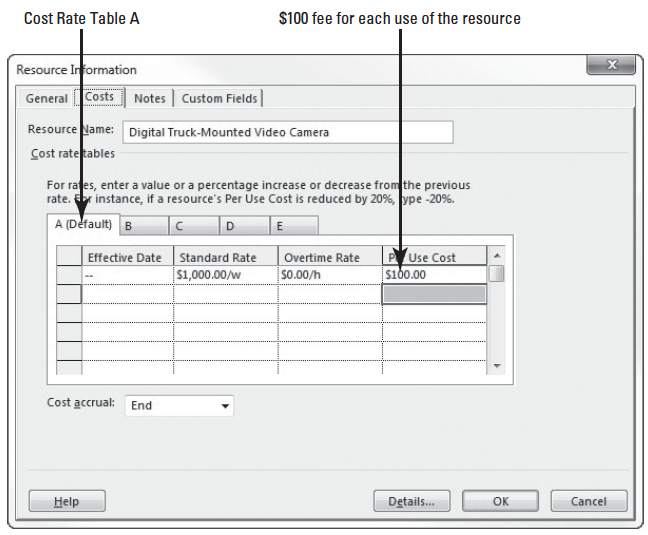 Cost Rate Table A
$100 fee for each use of the resource
Resource Information
X
General Costs Notes Custom Fields
Resource Name: Digital Truck-Mounted Video Camera
Cost rate tables
For rates, enter a value or a percentage increase or decrease from the previous
rate. For instance, if a resource's Per Use Cost is reduced by 20%, type -20%.
A (Default) B C D E
Effective Date Standard Rate Overtime Rate Per Use Cost
-- $1,000.00/w $0.00/h $100.00
Cost accrual: End
Help Details... OK Cancel